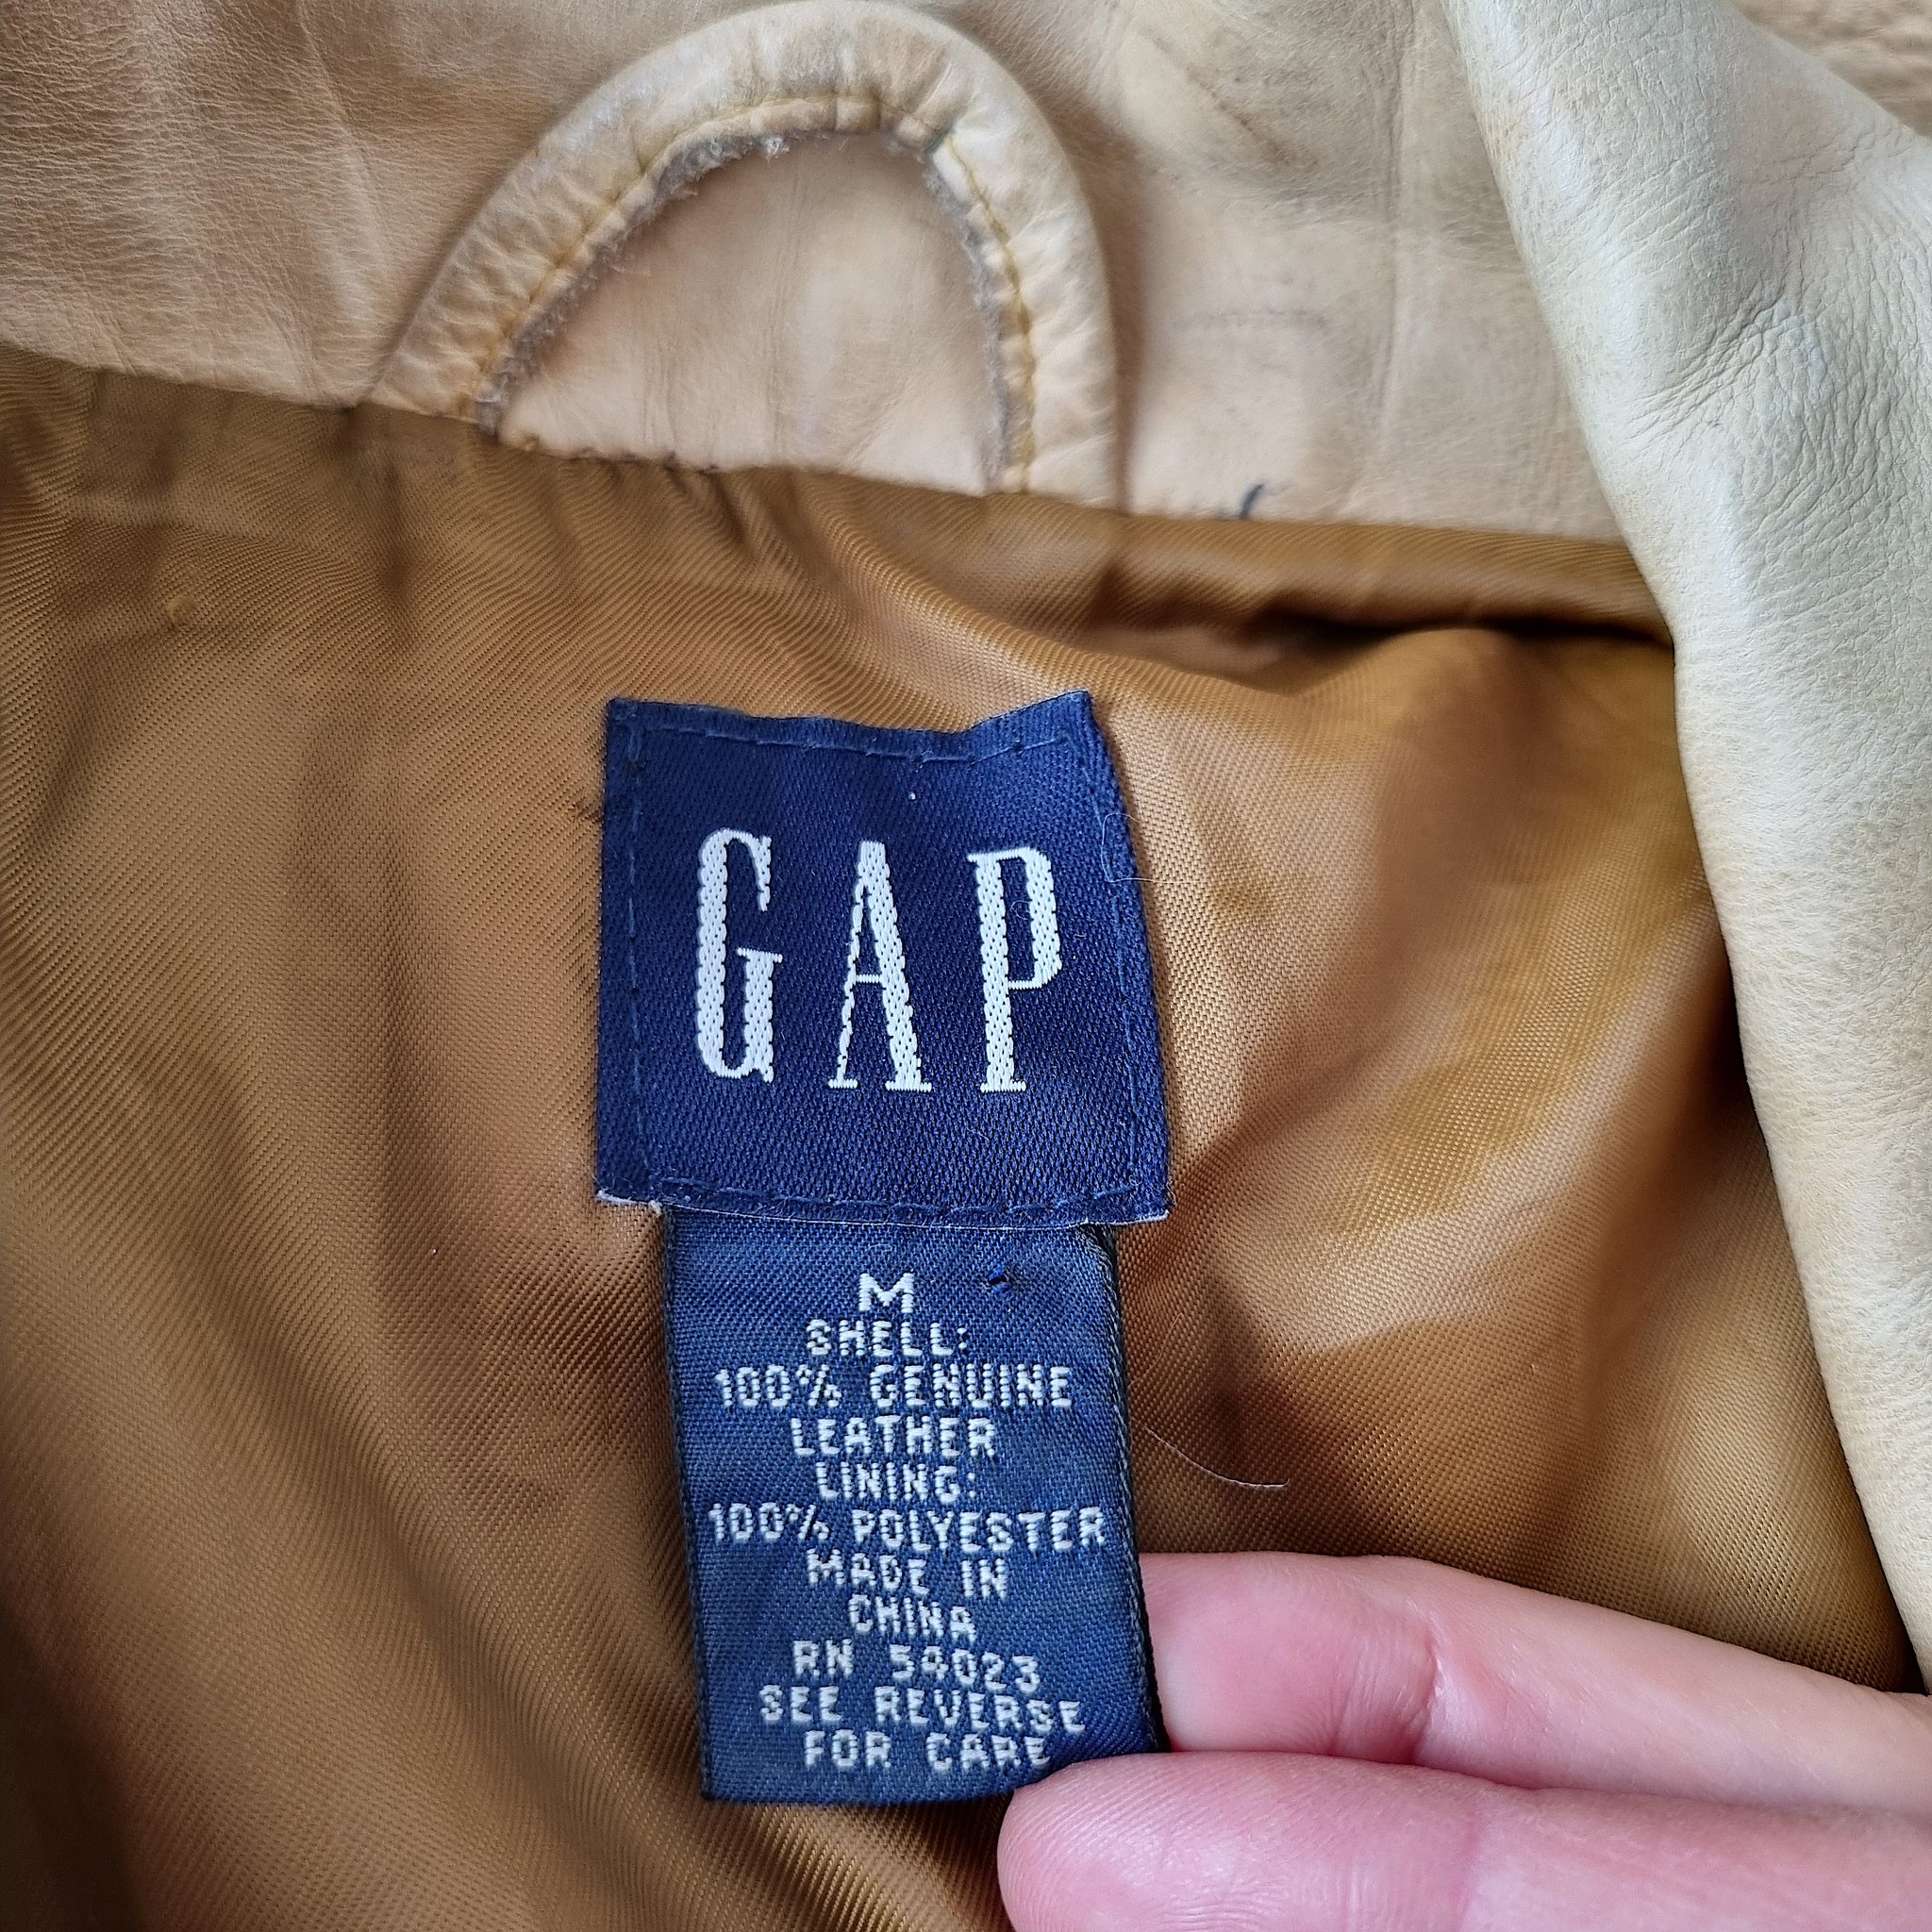 GAP
M
SHELL:
100% GENUINE
LEATHER
LINING:
100% POLYESTER
MADE IN
CHINA
RN 54023
SEE REVERSE
FOR CARE